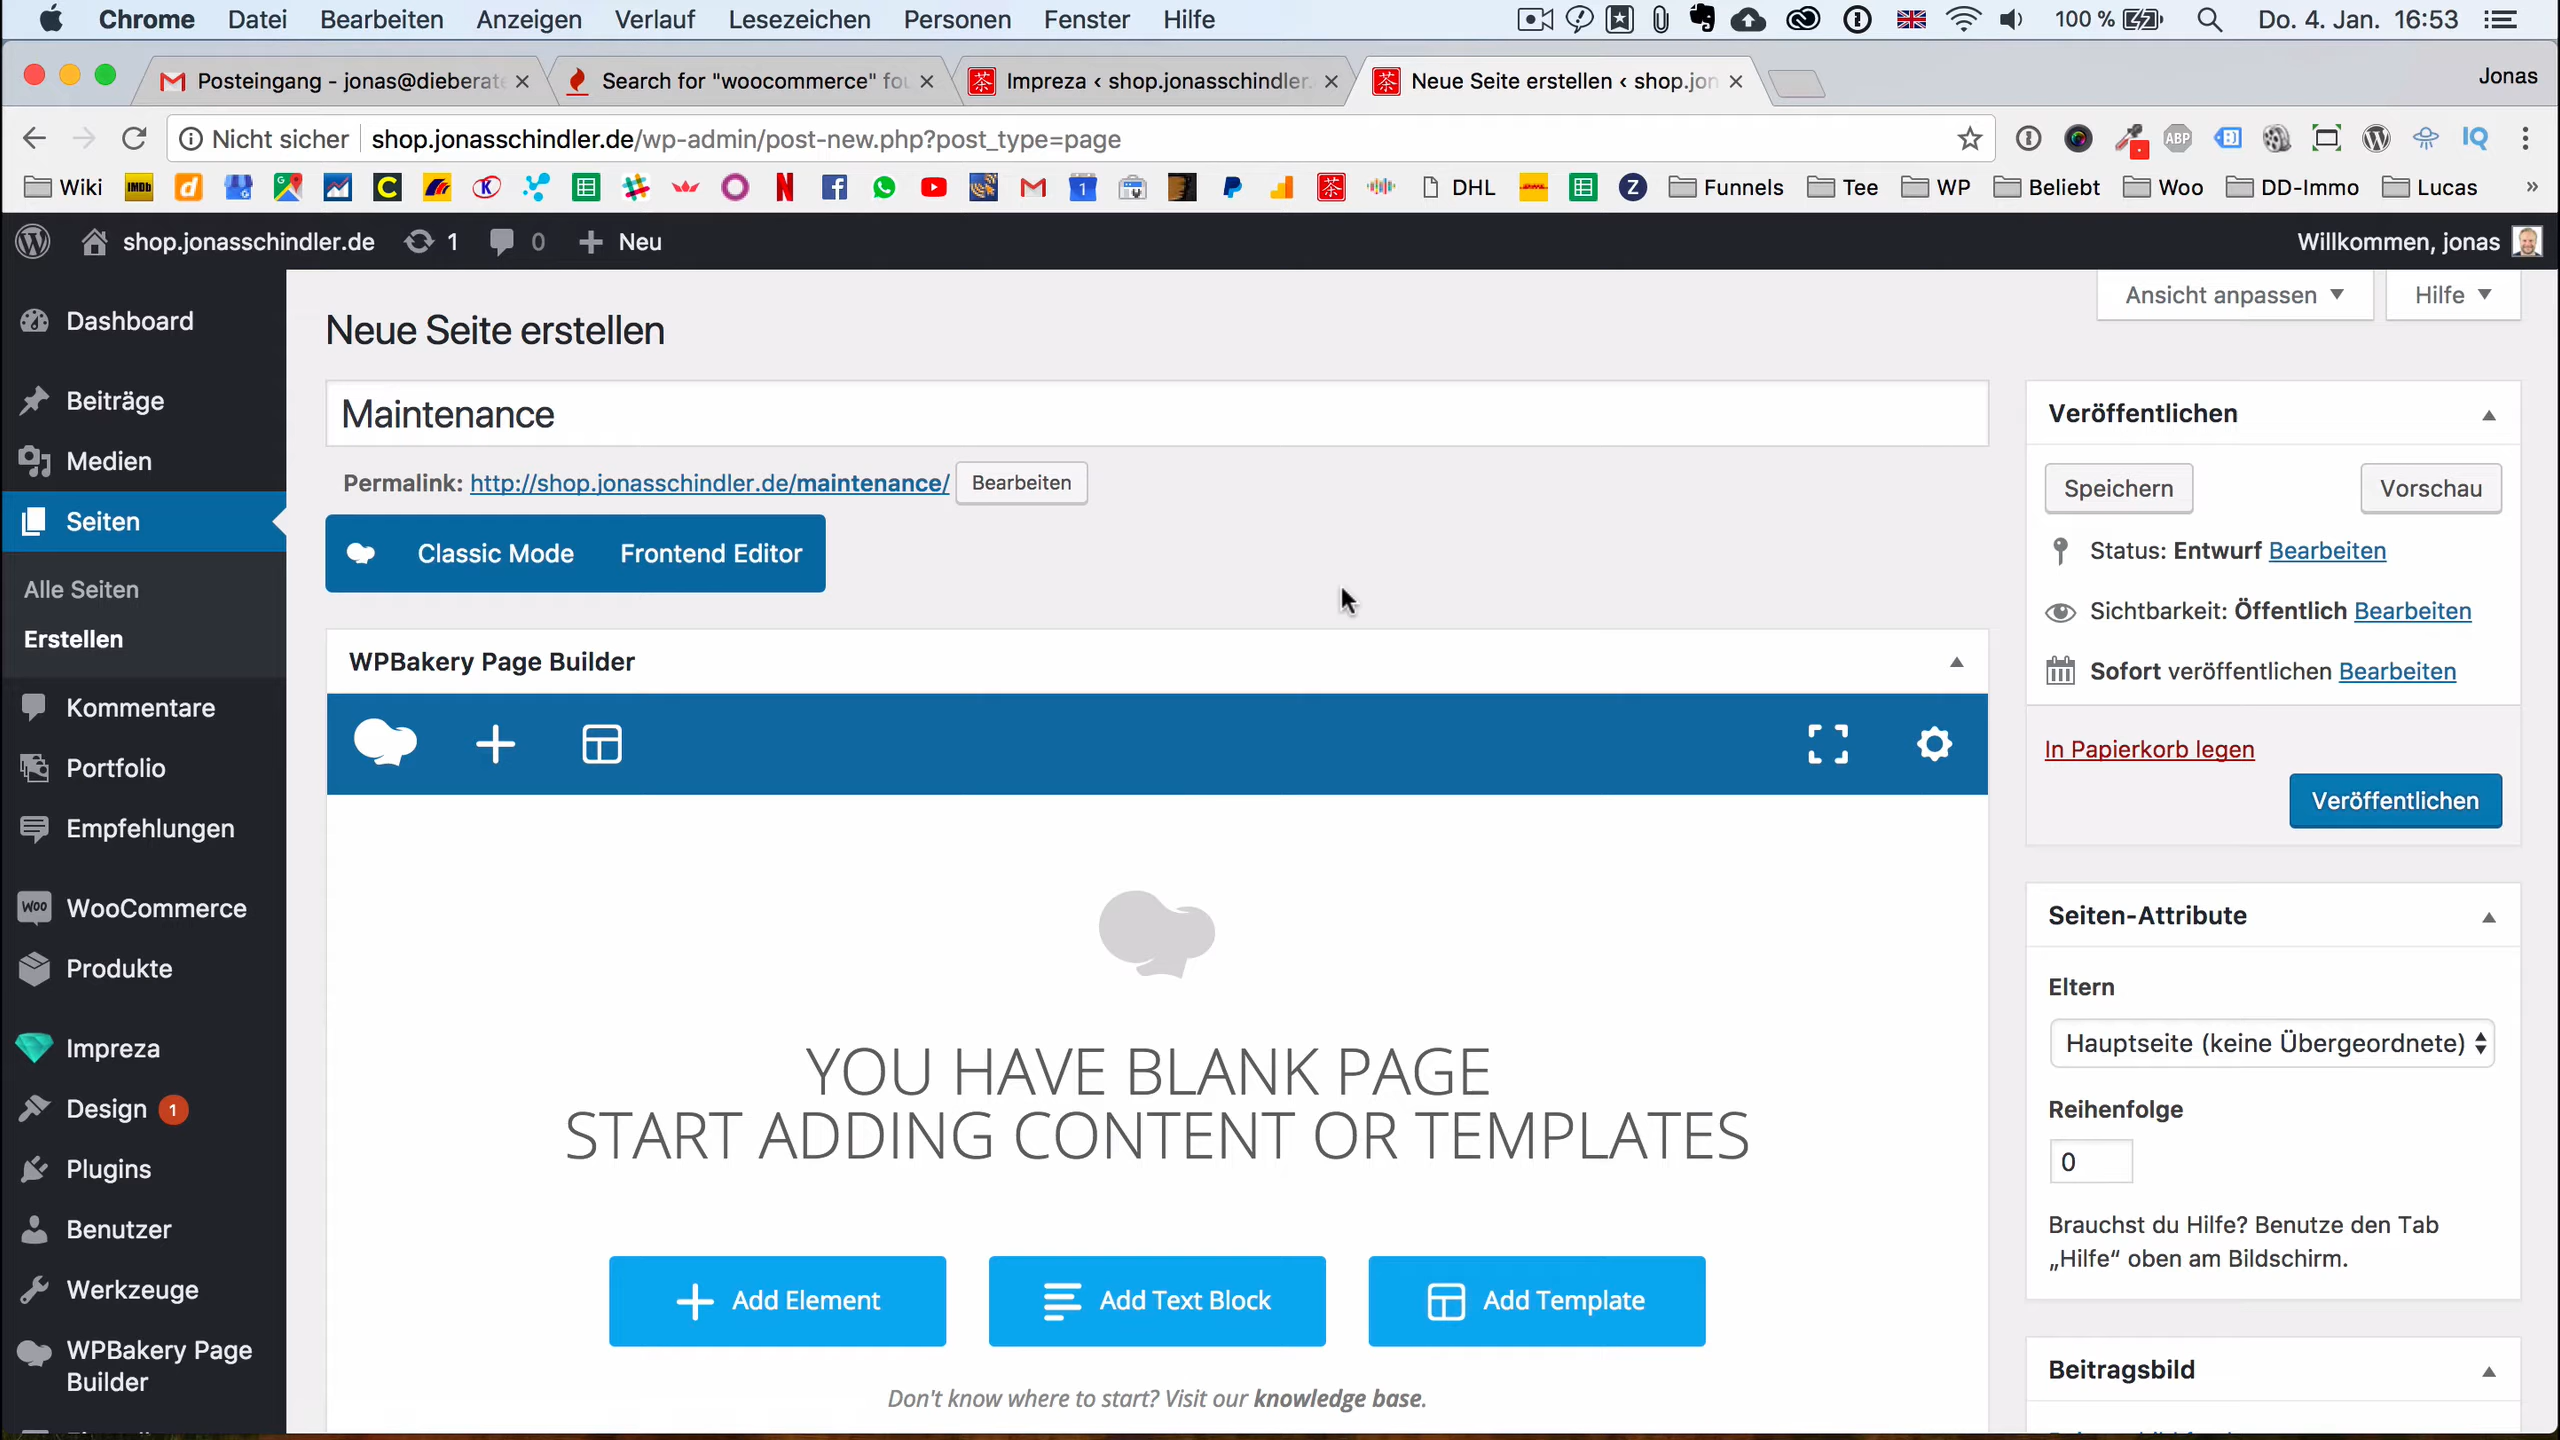 Chrome Datei Bearbeiten Anzeigen Verlauf Lesezeichen Personen Fenster Hilfe 100 % Do. 4. Jan. 16:53
Posteingang - jonas@dieberate Search for "woocommerce" fou Impreza ‹ shop.jonasschindler. Neue Seite erstellen ‹ shop.jon Jonas
Nicht sicher shop.jonasschindler.de/wp-admin/post-new.php?post_type=page
Wiki DHL Funnels Tee WP Beliebt Woo DD-Immo Lucas »
shop.jonasschindler.de 1 0 Neu Willkommen, jonas
Ansicht anpassen Hilfe
Dashboard
Beiträge
Medien
Seiten
Alle Seiten
Erstellen
Kommentare
Portfolio
Empfehlungen
WooCommerce
Produkte
Impreza
Design 1
Plugins
Benutzer
Werkzeuge
WPBakery Page
Builder
Neue Seite erstellen
Maintenance
Permalink: http://shop.jonasschindler.de/maintenance/ Bearbeiten
Classic Mode Frontend Editor
WPBakery Page Builder
YOU HAVE BLANK PAGE
START ADDING CONTENT OR TEMPLATES
Add Element Add Text Block Add Template
Don't know where to start? Visit our knowledge base.
Veröffentlichen
Speichern Vorschau
Status: Entwurf Bearbeiten
Sichtbarkeit: Öffentlich Bearbeiten
Sofort veröffentlichen Bearbeiten
In Papierkorb legen
Veröffentlichen
Seiten-Attribute
Eltern
Hauptseite (keine Übergeordnete)
Reihenfolge
0
Brauchst du Hilfe? Benutze den Tab
„Hilfe“ oben am Bildschirm.
Beitragsbild